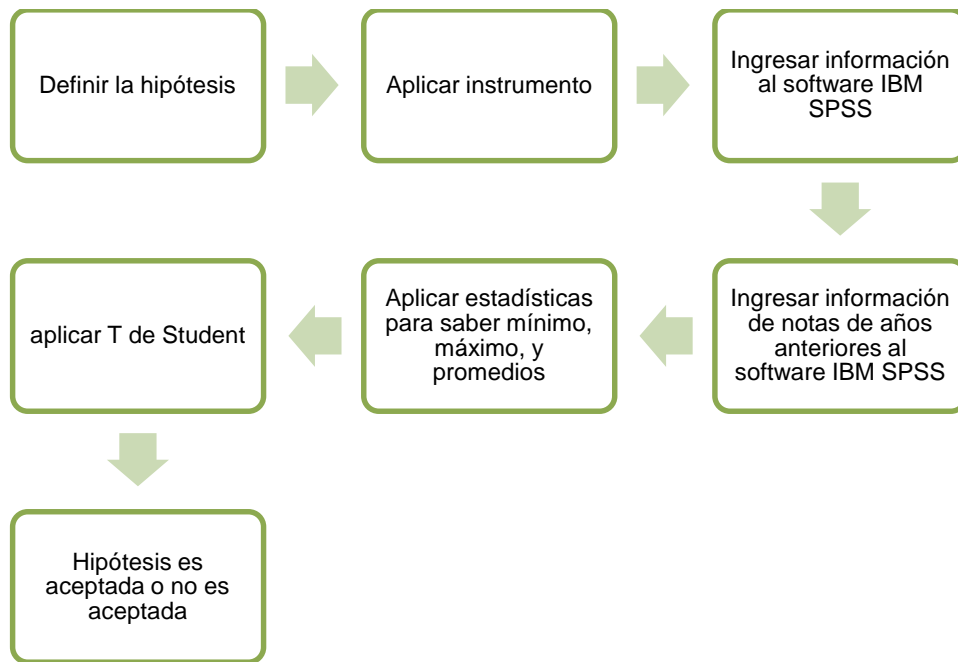 Definir la hipótesis
Aplicar instrumento
Ingresar información
al software IBM
SPSS
Ingresar información
de notas de años
anteriores al
software IBM SPSS
Aplicar estadísticas
para saber mínimo,
máximo, y
promedios
aplicar T de Student
Hipótesis es
aceptada o no es
aceptada